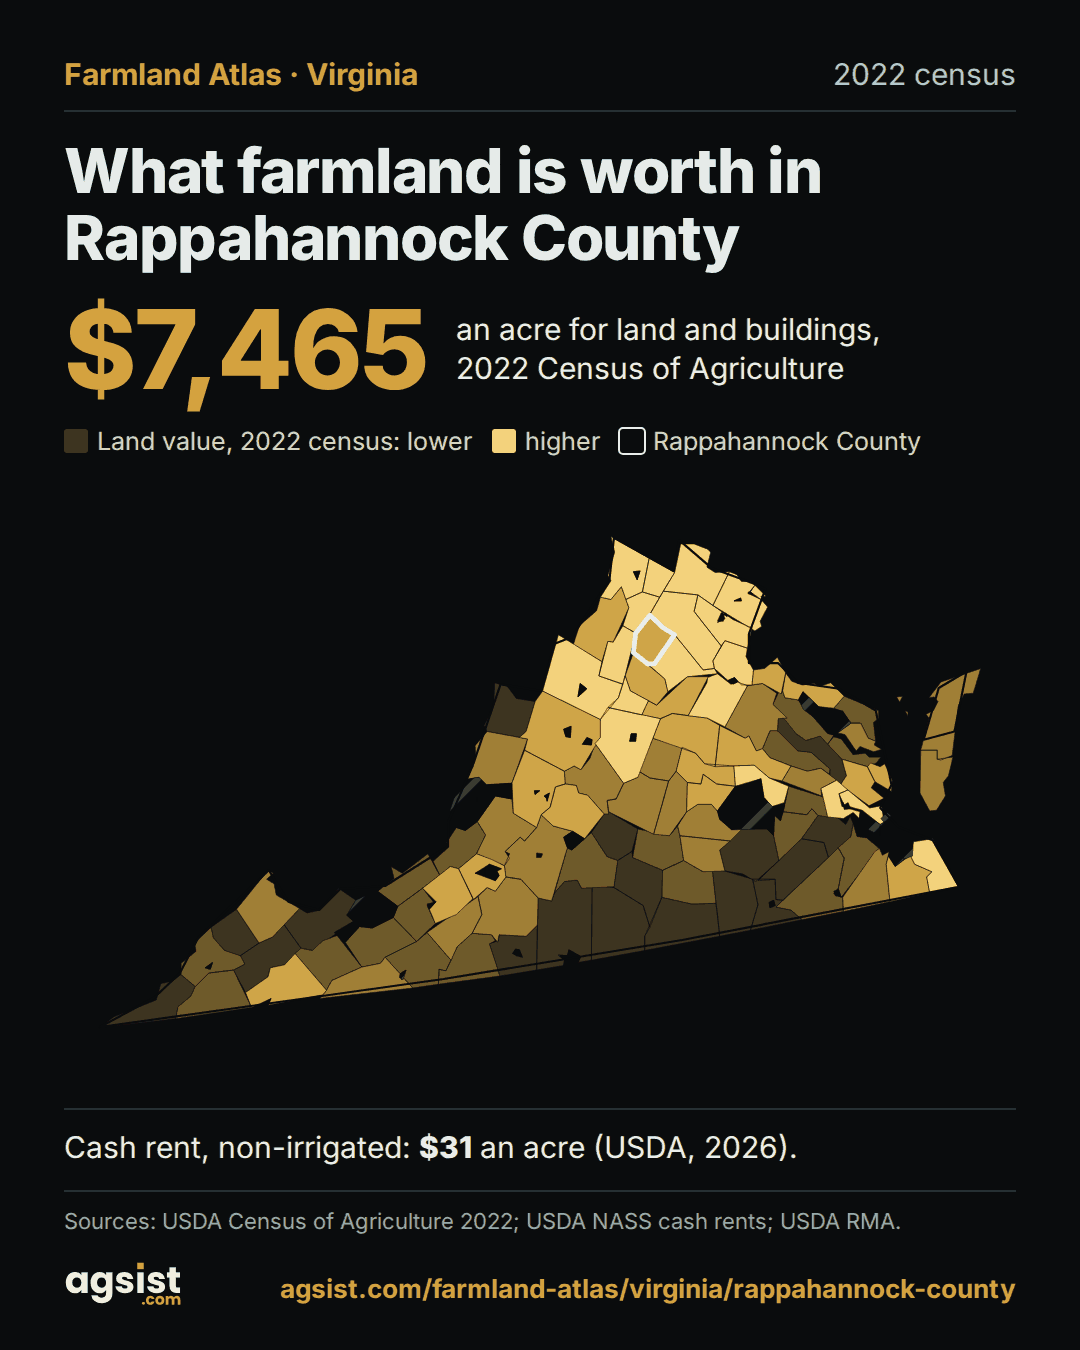 Farmland Atlas · Virginia
2022 census
What farmland is worth in
Rappahannock County
$7,465
an acre for land and buildings,
2022 Census of Agriculture
Land value, 2022 census: lower
higher
Rappahannock County
Cash rent, non-irrigated: $31 an acre (USDA, 2026).
Sources: USDA Census of Agriculture 2022; USDA NASS cash rents; USDA RMA.
agsist
.com
agsist.com/farmland-atlas/virginia/rappahannock-county